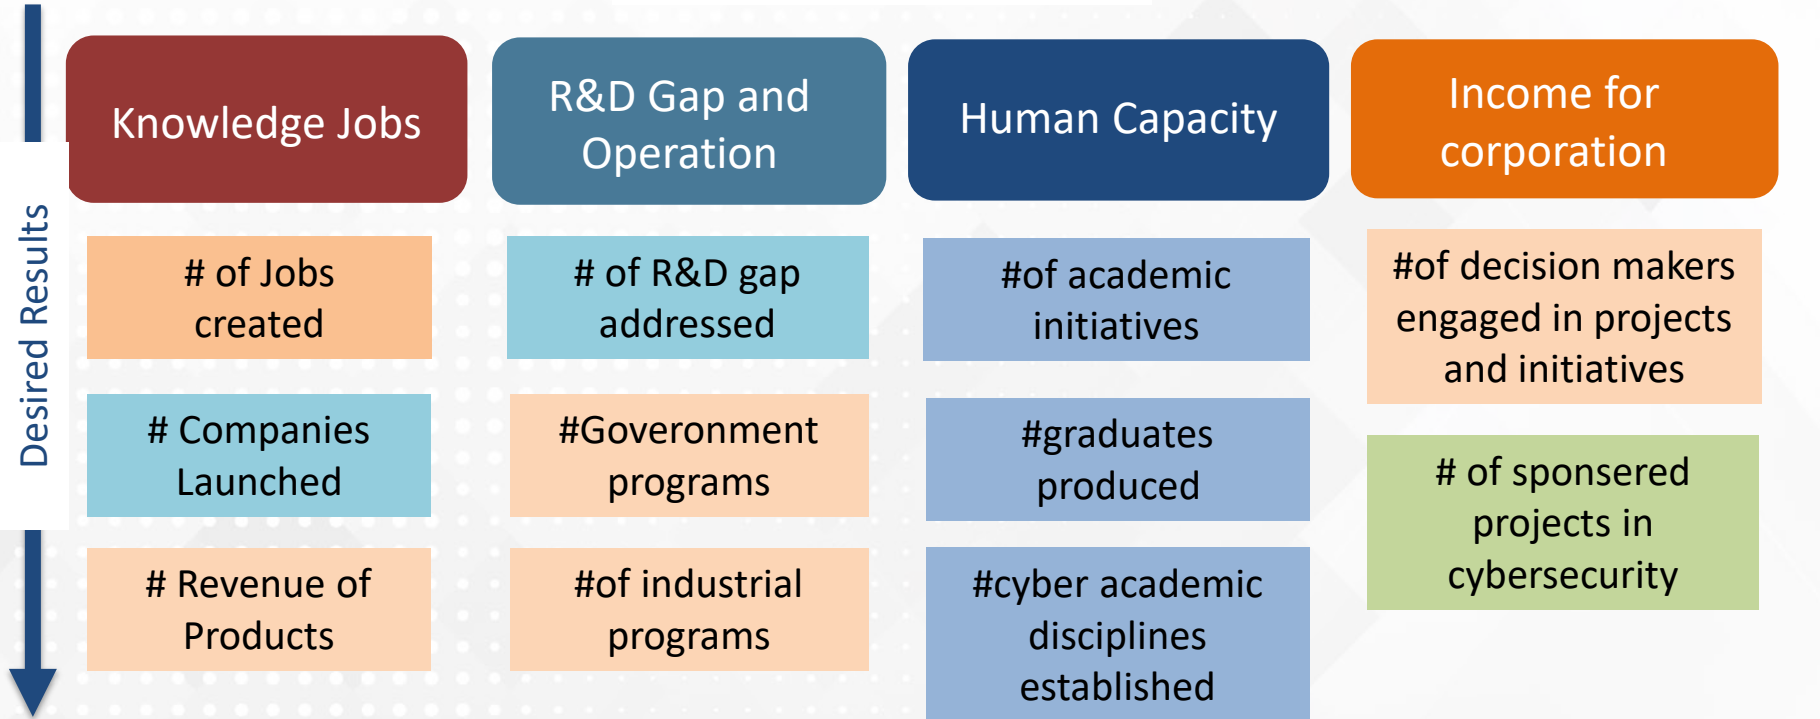 Desired Results
Knowledge Jobs
# of Jobs
created
# Companies
Launched
# Revenue of
Products
R&D Gap and
Operation
# of R&D gap
addressed
#Goveronment
programs
#of industrial
programs
Human Capacity
#of academic
initiatives
#graduates
produced
#cyber academic
disciplines
established
Income for
corporation
#of decision makers
engaged in projects
and initiatives
# of sponsered
projects in
cybersecurity